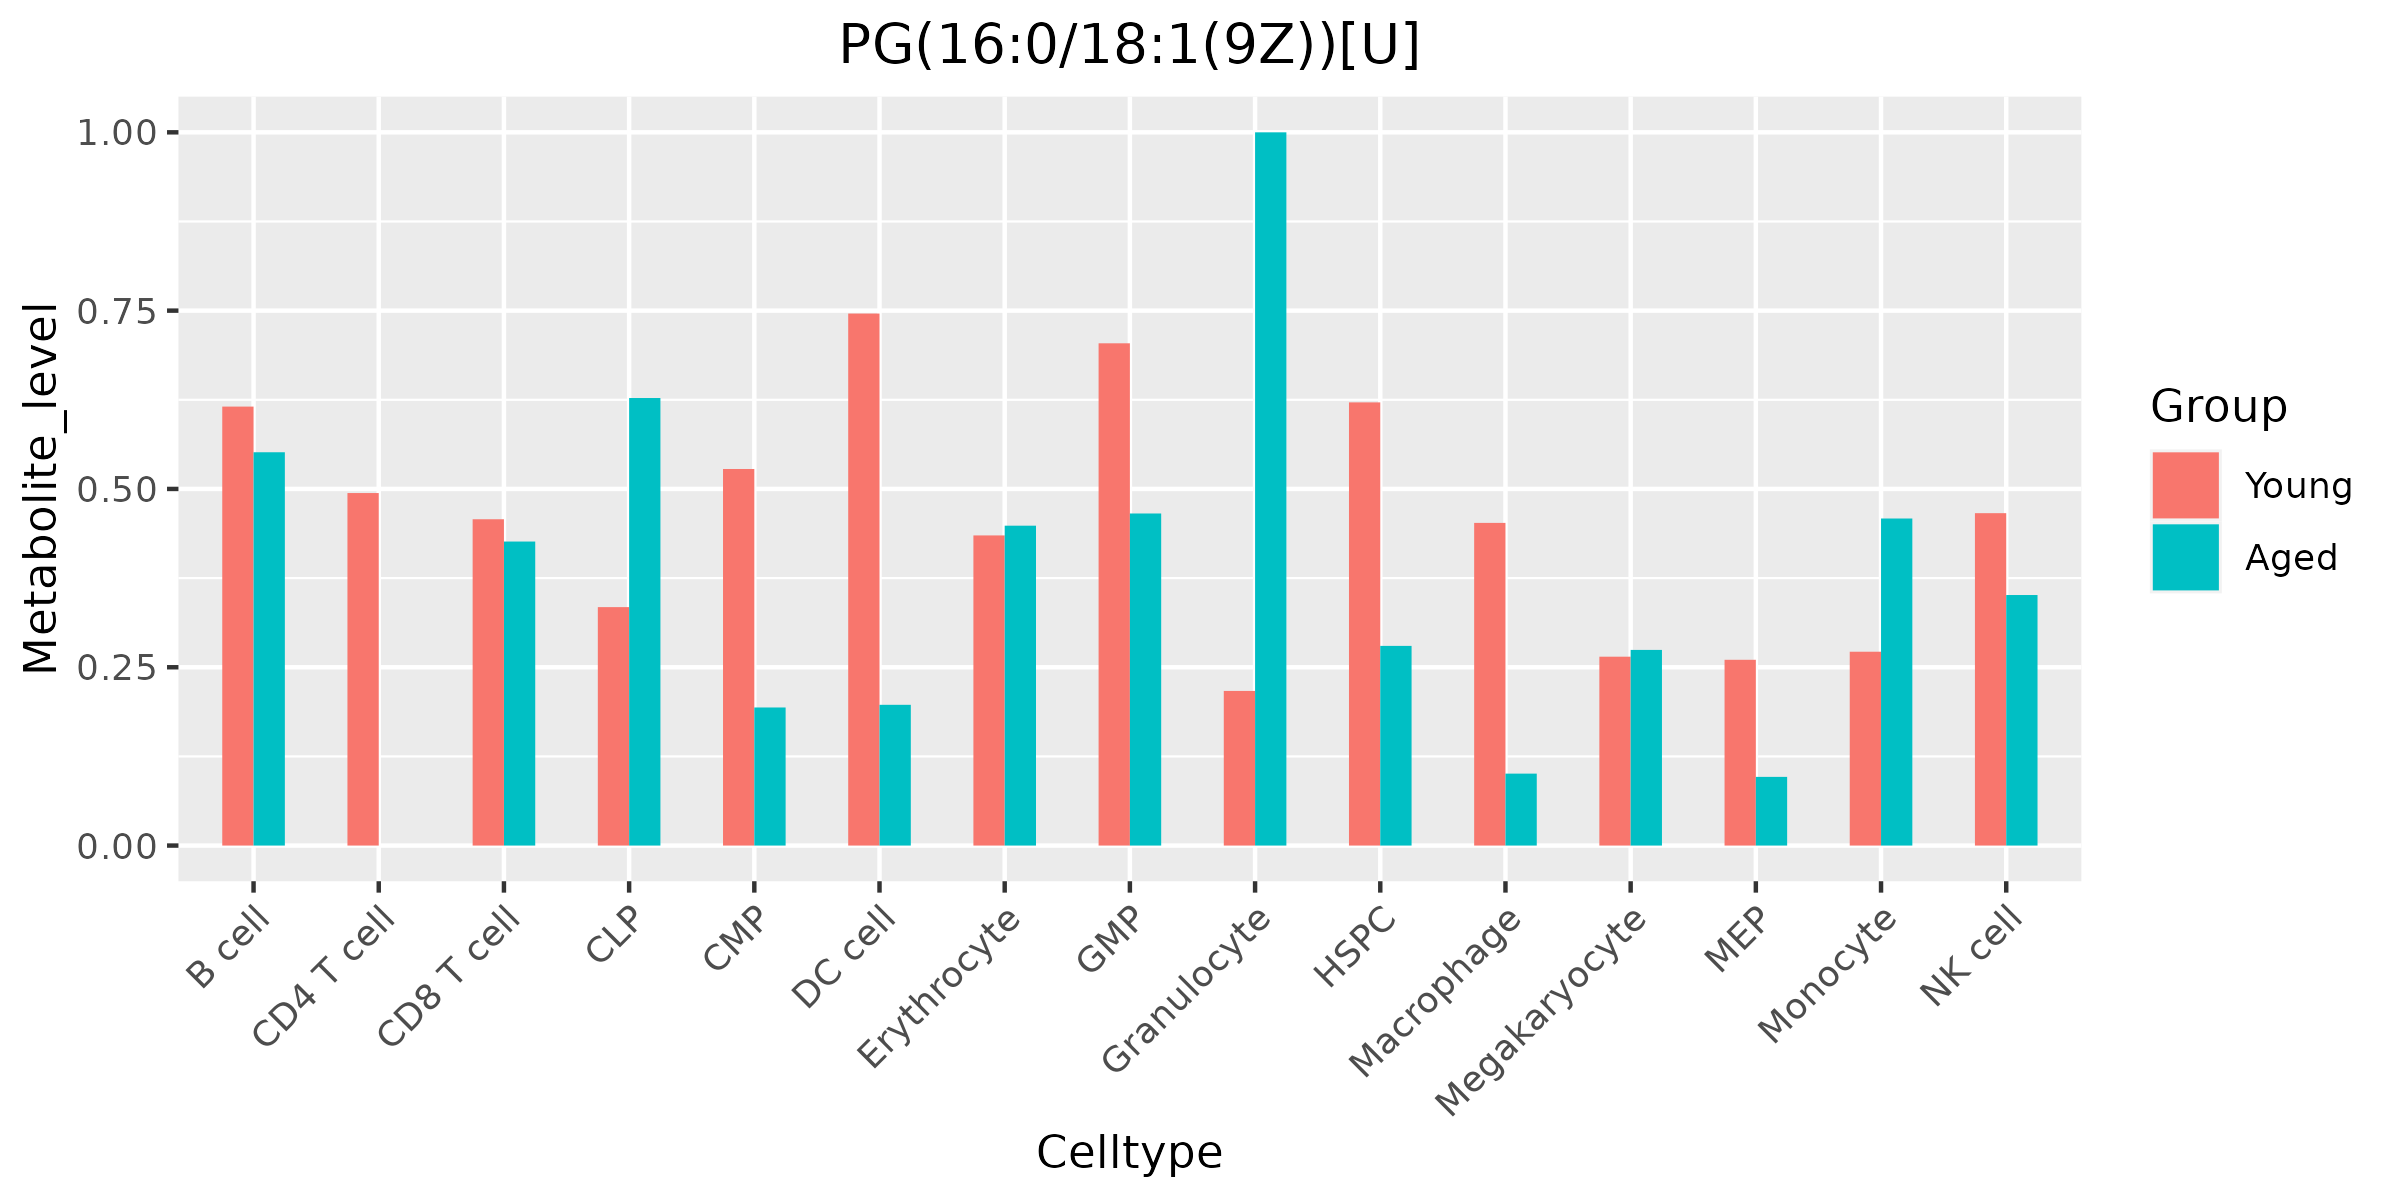 PG(16:0/18:1(9Z))[U]
Metabolite_level
1.00
0.75
0.50
0.25
0.00
B cell
CD4 T cell
CD8 T cell
CLP
CMP
DC cell
Erythrocyte
GMP
Granulocyte
HSPC
Macrophage
Megakaryocyte
MEP
Monocyte
NK cell
Celltype
Group
Young
Aged